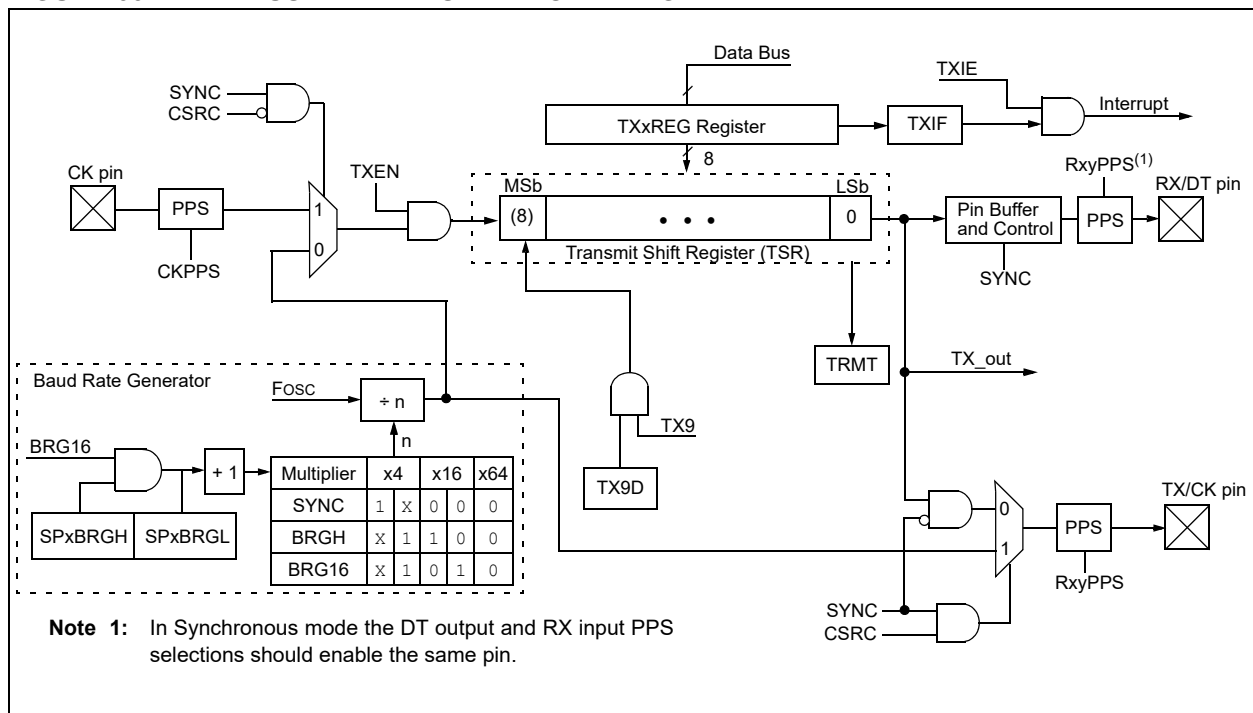 Data Bus
TXIE
Interrupt
SYNC
CSRC
TXxREG Register
TXIF
8
CK pin
TXEN
MSb
LSb
RxyPPS(1)
RX/DT pin
PPS
1
0
(8)
• • •
0
Pin Buffer
and Control
PPS
CKPPS
Transmit Shift Register (TSR)
SYNC
TRMT
TX_out
Baud Rate Generator
FOSC
÷ n
n
TX9
TX9D
BRG16
+ 1
SPxBRGH SPxBRGL
Multiplier x4 x16 x64
SYNC 1 X 0 0 0
BRGH X 1 1 0 0
BRG16 X 1 0 1 0
0
1
PPS
TX/CK pin
RxyPPS
SYNC
CSRC
Note 1: In Synchronous mode the DT output and RX input PPS
selections should enable the same pin.